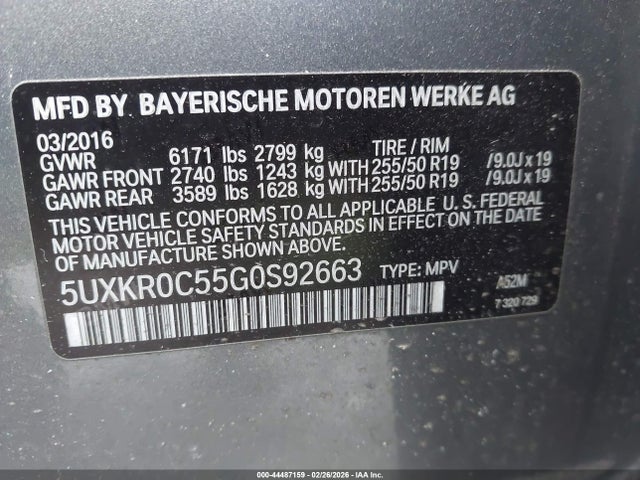 MFD BY BAYERISCHE MOTOREN WERKE AG
03/2016
GVWR 6171 lbs 2799 kg TIRE / RIM
GAWR FRONT 2740 lbs 1243 kg WITH 255/50 R19 /9.0J x 19
GAWR REAR 3589 lbs 1628 kg WITH 255/50 R19 /9.0J x 19
THIS VEHICLE CONFORMS TO ALL APPLICABLE U.S. FEDERAL
MOTOR VEHICLE SAFETY STANDARDS IN EFFECT ON THE DATE
OF MANUFACTURE SHOWN ABOVE.
5UXKR0C55G0S92663 TYPE: MPV A52M
7 320 729
000-44487159 | 02/26/2026 - IAA Inc.